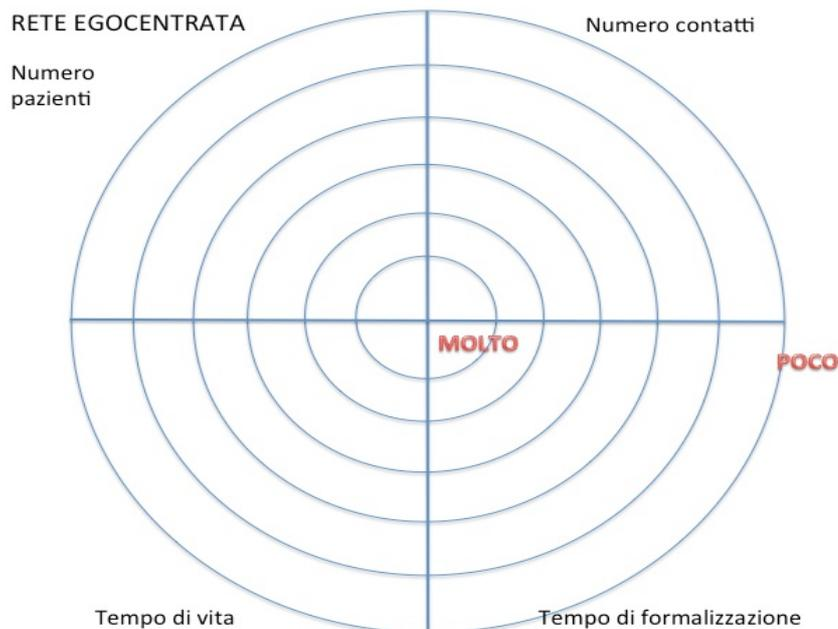 RETE EGOCENTRATA
Numero contatti
Numero
pazienti
MOLTO
POCO
Tempo di vita
Tempo di formalizzazione